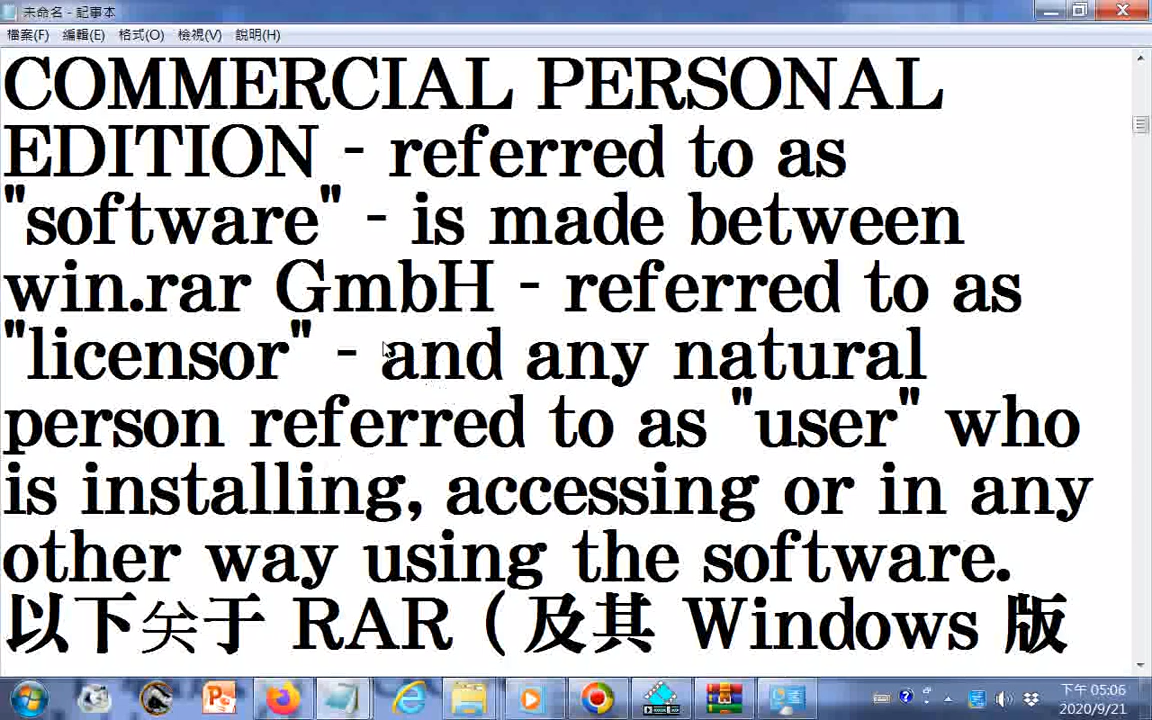 未命名 - 記事本
檔案(F) 編輯(E) 格式(O) 檢視(V) 說明(H)
COMMERCIAL PERSONAL
EDITION - referred to as
"software" - is made between
win.rar GmbH - referred to as
"licensor" - and any natural
person referred to as "user" who
is installing, accessing or in any
other way using the software.
以下关于 RAR（及其 Windows 版
下午 05:06
2020/9/21